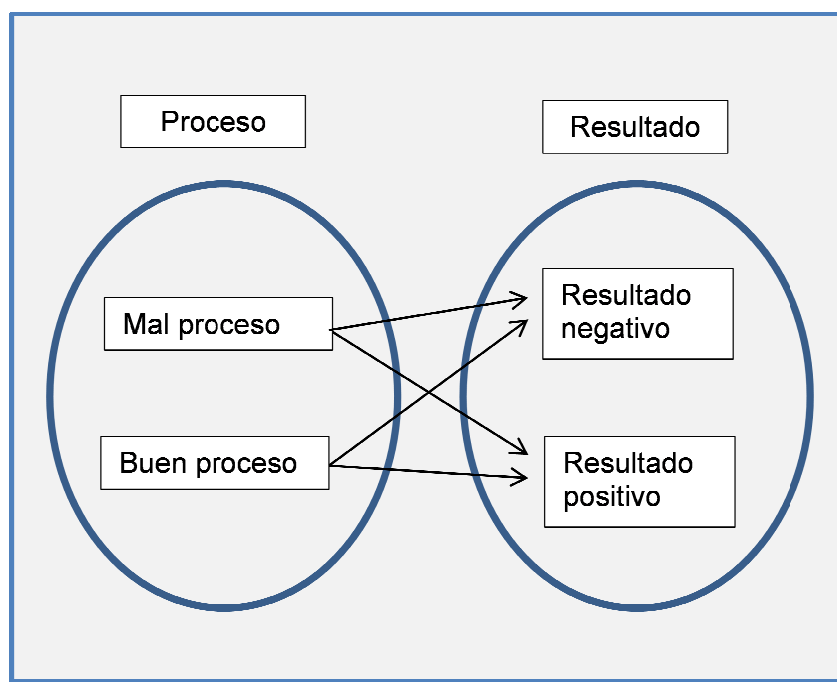 Proceso
Resultado
Mal proceso
Resultado
negativo
Buen proceso
Resultado
positivo